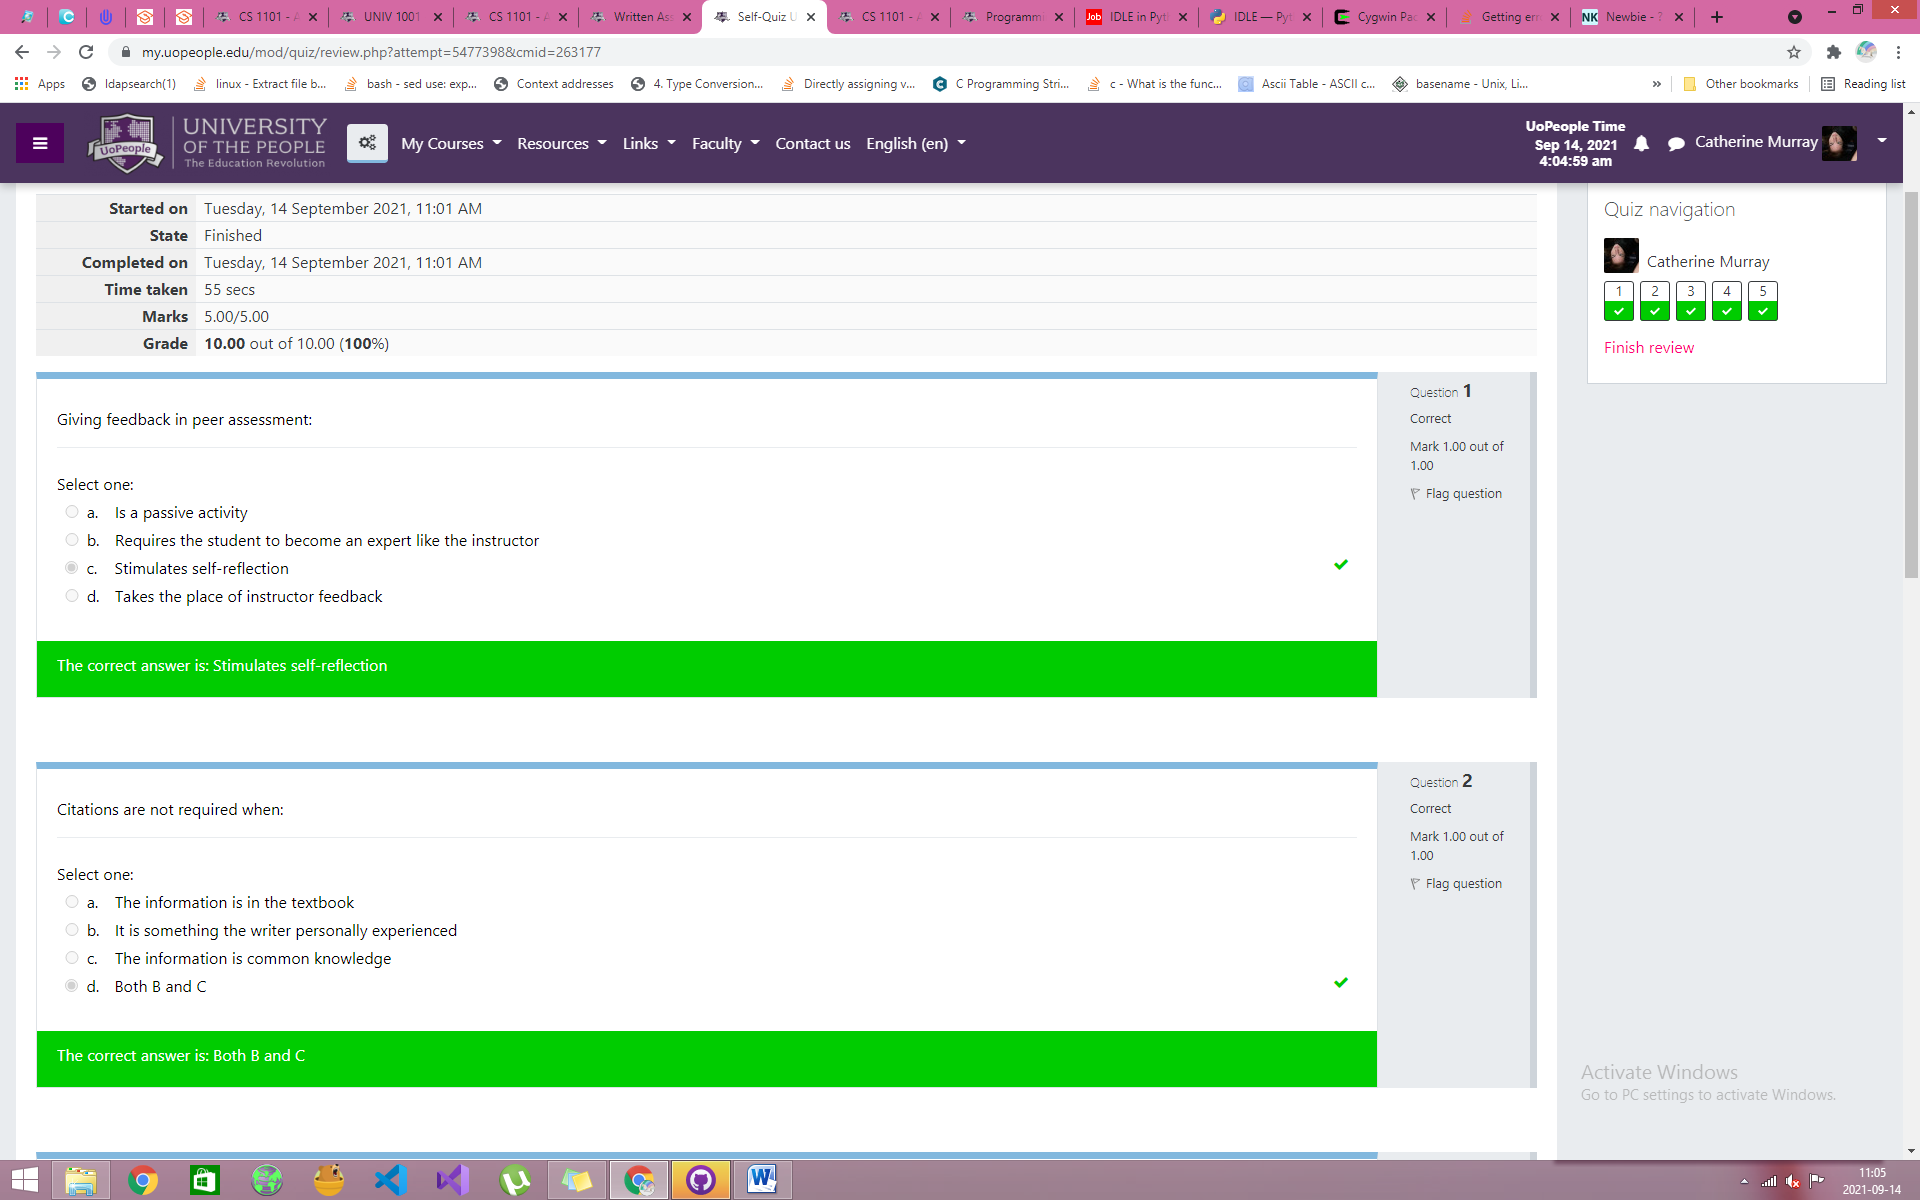 CS 1101 - A
UNIV 1001
CS 1101 - A
Written Ass
Self-Quiz U
CS 1101 - A
Programmi
Job IDLE in Pyth
IDLE — Pyt
Cygwin Pac
Getting err
NK Newbie - ?
my.uopeople.edu/mod/quiz/review.php?attempt=5477398&cmid=263177
Apps ldapsearch(1) linux - Extract file b... bash - sed use: exp... Context addresses 4. Type Conversion... Directly assigning v... C Programming Stri... c - What is the func... Ascii Table - ASCII c... basename - Unix, Li... » Other bookmarks Reading list
UoPeople
UNIVERSITY
OF THE PEOPLE
The Education Revolution
My Courses Resources Links Faculty Contact us English (en)
UoPeople Time
Sep 14, 2021
4:04:59 am
Catherine Murray
Started on Tuesday, 14 September 2021, 11:01 AM
State Finished
Completed on Tuesday, 14 September 2021, 11:01 AM
Time taken 55 secs
Marks 5.00/5.00
Grade 10.00 out of 10.00 (100%)
Quiz navigation
Catherine Murray
1 2 3 4 5
Finish review
Question 1
Correct
Mark 1.00 out of
1.00
Flag question
Giving feedback in peer assessment:
Select one:
a. Is a passive activity
b. Requires the student to become an expert like the instructor
c. Stimulates self-reflection
d. Takes the place of instructor feedback
The correct answer is: Stimulates self-reflection
Question 2
Correct
Mark 1.00 out of
1.00
Flag question
Citations are not required when:
Select one:
a. The information is in the textbook
b. It is something the writer personally experienced
c. The information is common knowledge
d. Both B and C
The correct answer is: Both B and C
Activate Windows
Go to PC settings to activate Windows.
11:05
2021-09-14